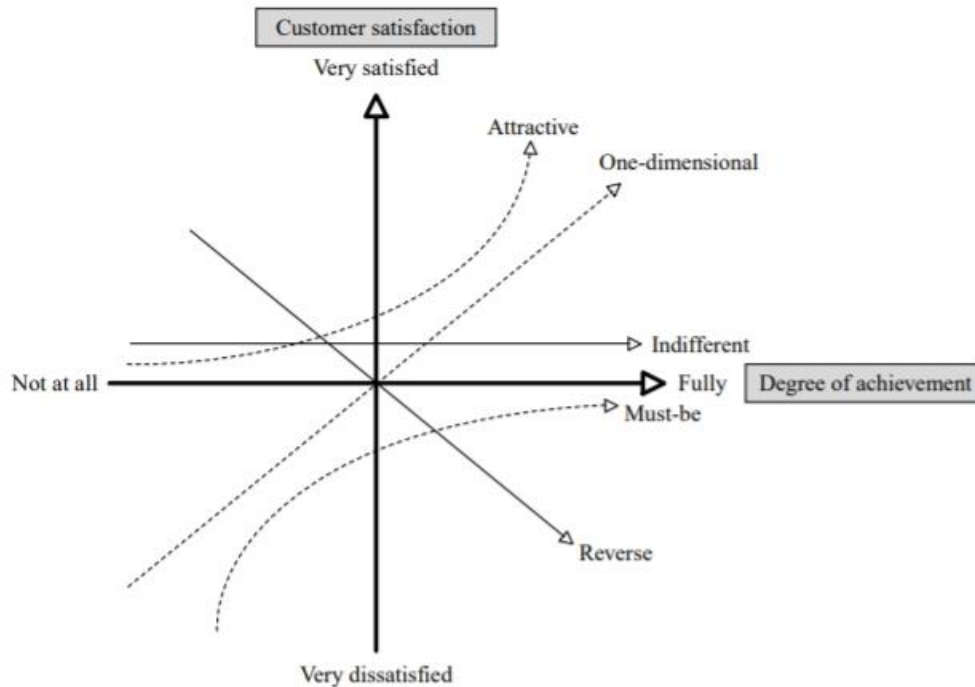 Customer satisfaction
Very satisfied
Attractive
One-dimensional
Indifferent
Not at all
Fully
Degree of achievement
Must-be
Reverse
Very dissatisfied